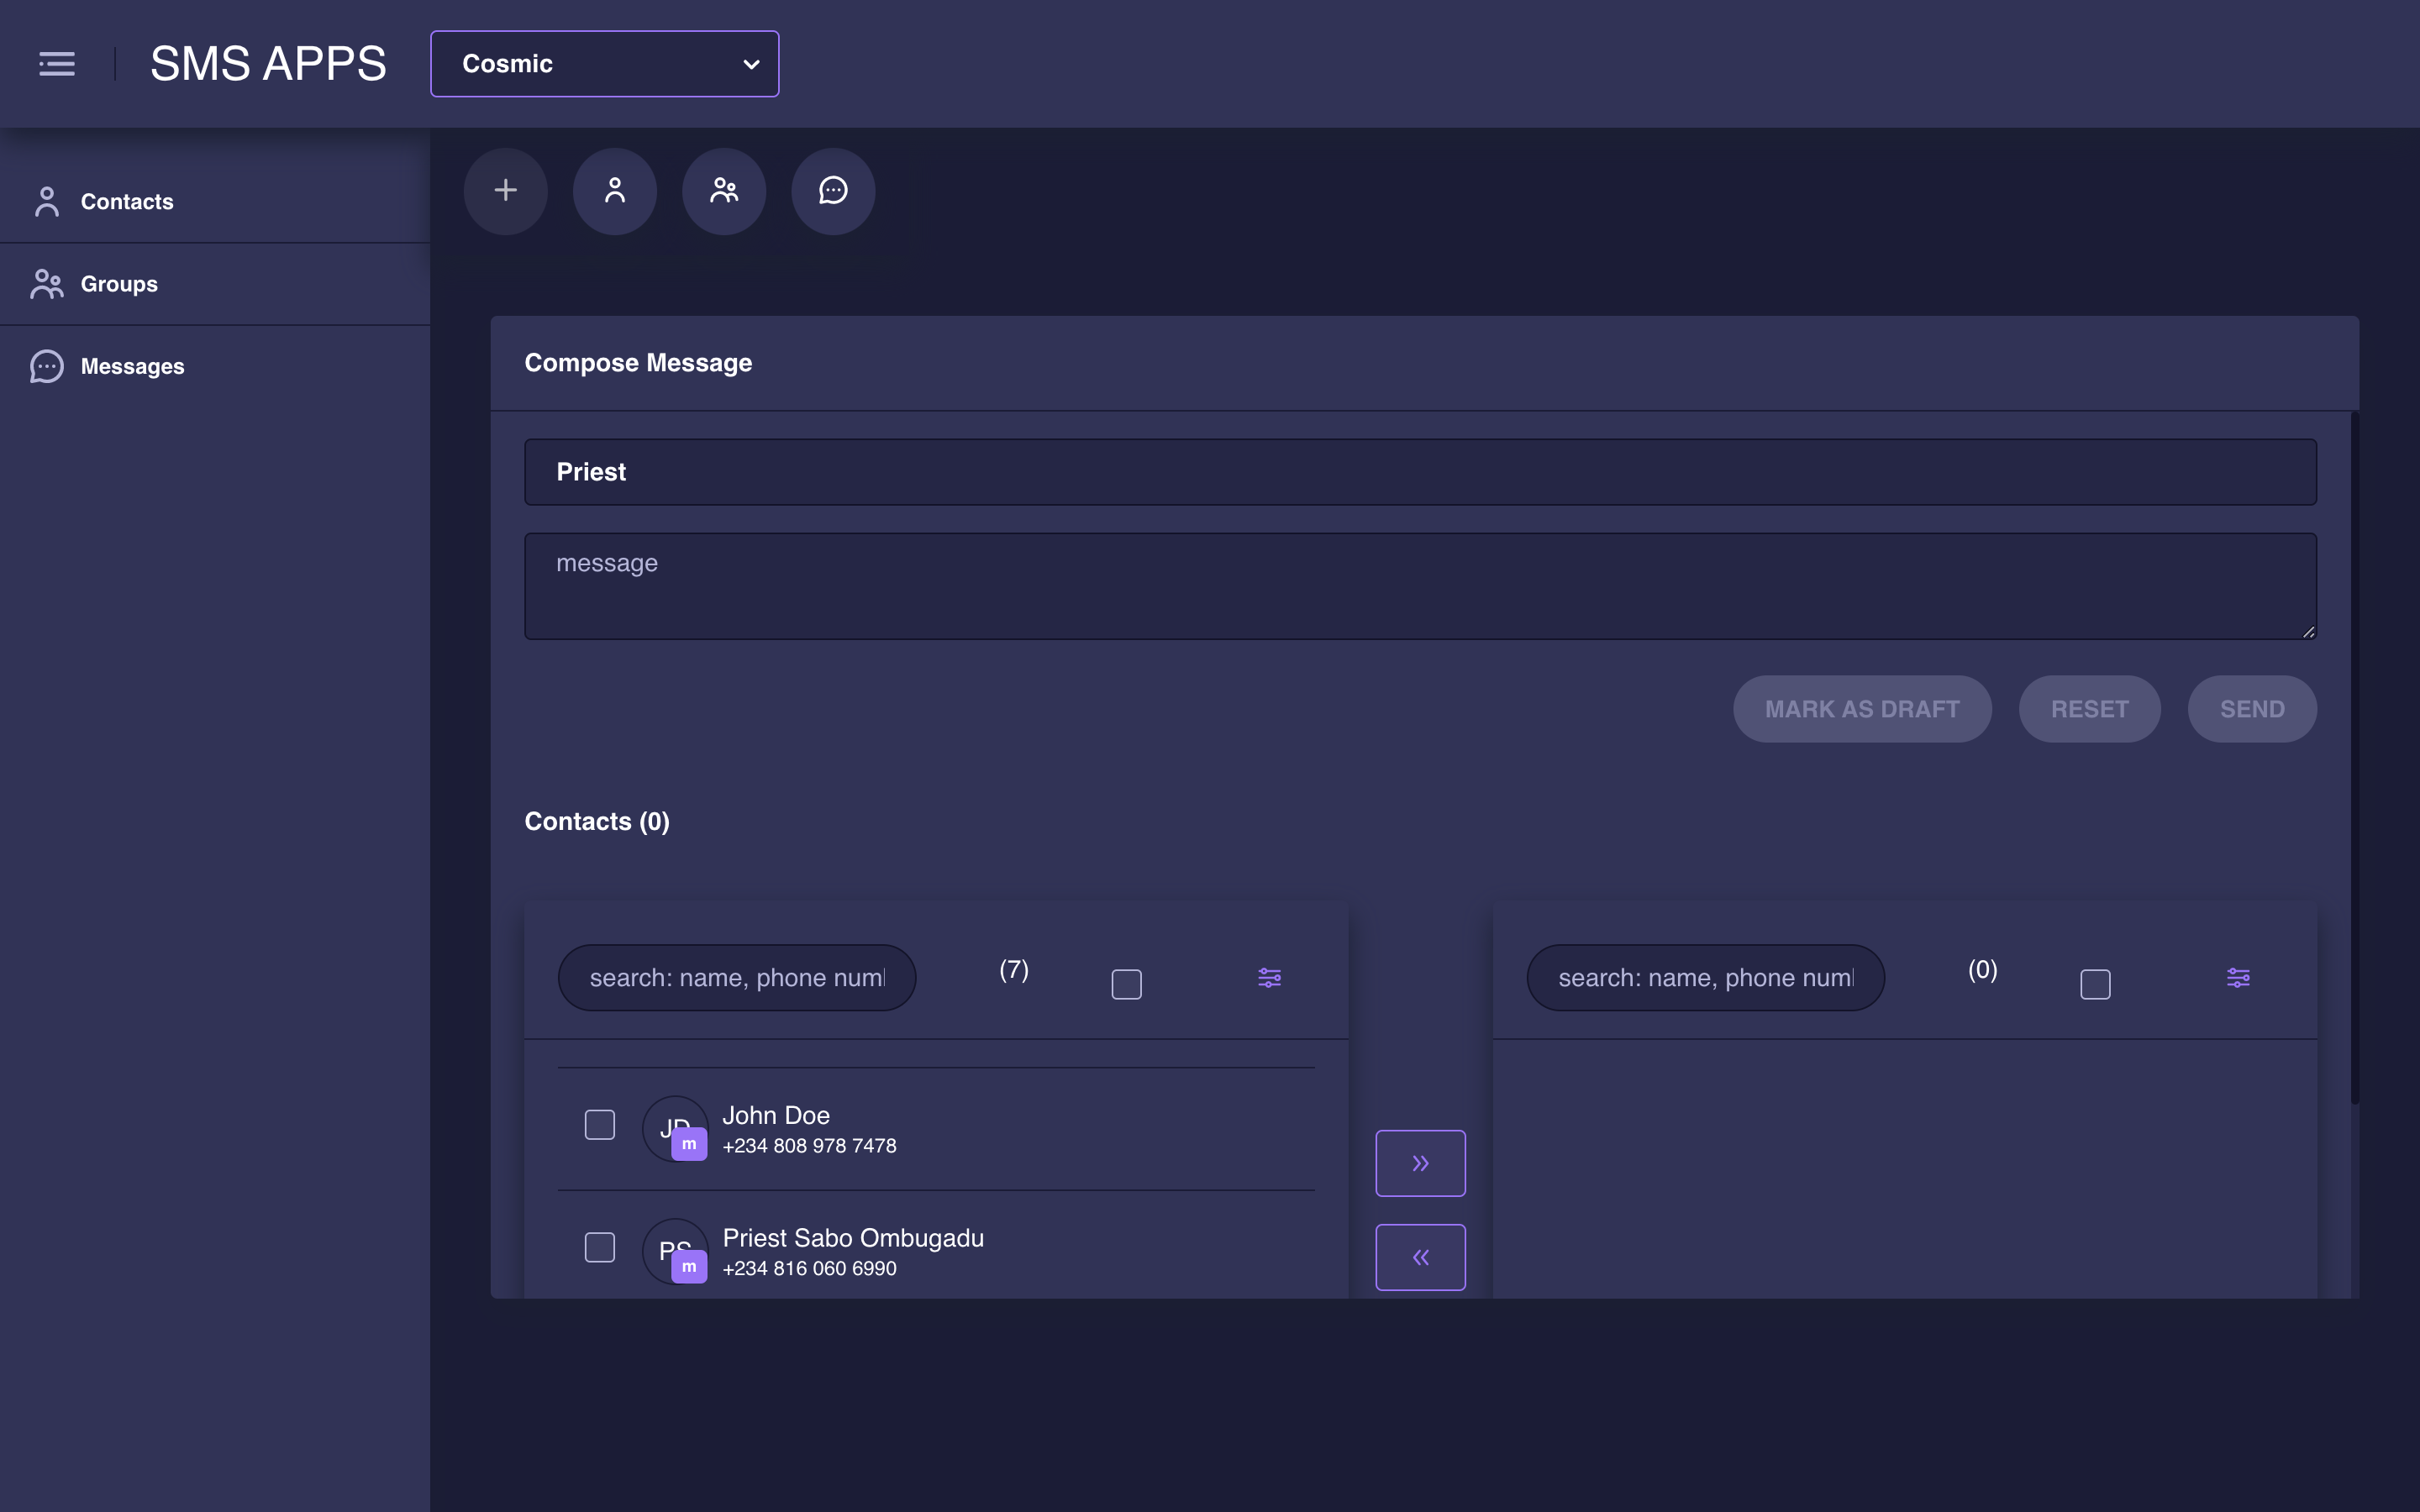 SMS APPS
Cosmic
Contacts
Groups
Messages
Compose Message
Priest
message
MARK AS DRAFT
RESET
SEND
Contacts (0)
search: name, phone num
(7)
search: name, phone num
(0)
JD
m
John Doe
+234 808 978 7478
PS
m
Priest Sabo Ombugadu
+234 816 060 6990